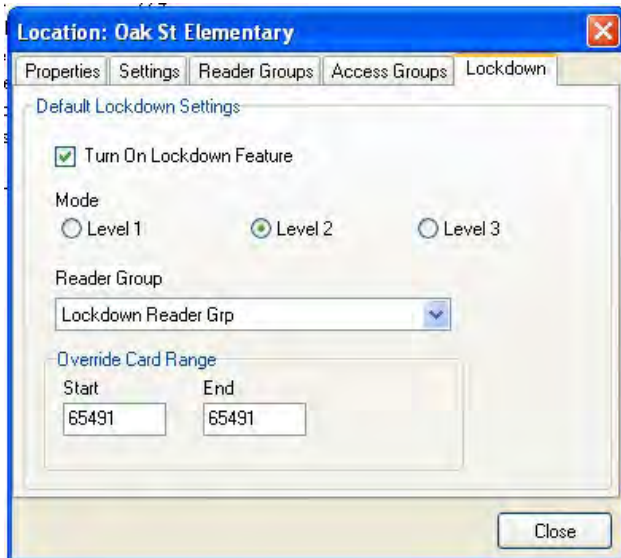 Location: Oak St Elementary
Properties Settings Reader Groups Access Groups Lockdown
Default Lockdown Settings
Turn On Lockdown Feature
Mode
Level 1 Level 2 Level 3
Reader Group
Lockdown Reader Grp
Override Card Range
Start End
65491 65491
Close